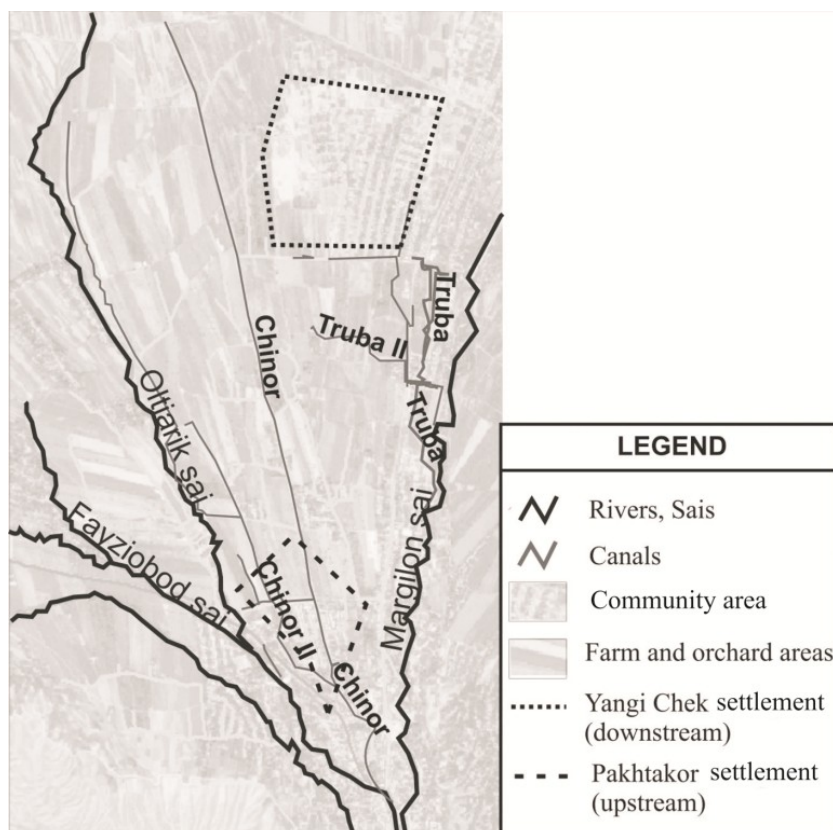 Truba
Truba II
Chinor
Truba
Oltiarik sai
Margilon sai
Fayziobod sai
Chinor II
Chinor
LEGEND
Rivers, Sais
Canals
Community area
Farm and orchard areas
Yangi Chek settlement
(downstream)
Pakhtakor settlement
(upstream)